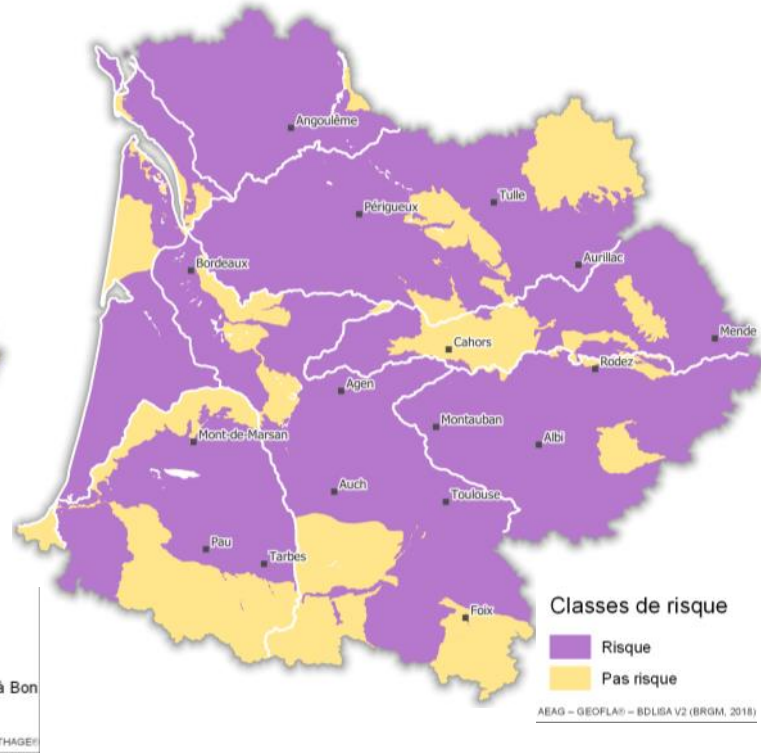 Angoulême
Périgueux
Tulle
Bordeaux
Aurillac
Cahors
Mende
Rodez
Agen
Montauban
Albi
Mont-de-Marsan
Auch
Toulouse
Pau
Tarbes
Foix
Classes de risque
Risque
Pas risque
AEAG – GEOFLA® – BDLISA V2 (BRGM, 2018)
à Bon
THAGE®